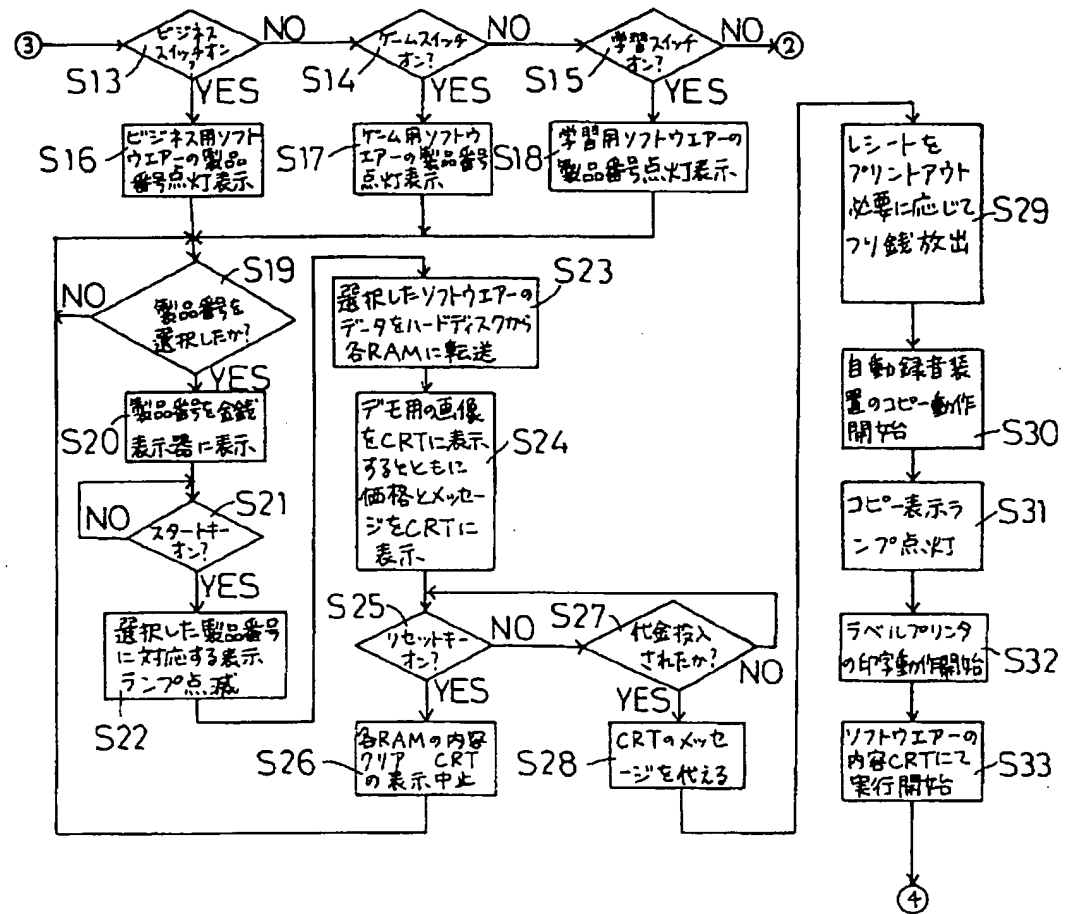 ③
ビジネス
スイッチオン
?
NO
S13
YES
ゲームスイッチ
オン?
NO
S14
YES
学習スイッチ
オン?
NO
②
S15
YES
ビジネス用ソフト
ウエアーの製品
番号点灯表示
S16
ゲーム用ソフトウ
エアーの製品番号
点灯表示
S17
学習用ソフトウエアーの
製品番号点灯表示
S18
S19
NO
製品番号を
選択したか?
YES
製品番号を金銭
表示器に表示
S20
S21
NO
スタートキー
オン?
YES
選択した製品番号
に対応する表示
ランプ点滅
S22
S23
選択したソフトウエアーの
データをハードディスクから
各RAMに転送
デモ用の画像
をCRTに表示
するとともに
価格とメッセー
ジをCRTに
表示
S24
S25
リセットキー
オン?
NO
YES
各RAMの内容
クリア CRT
の表示中止
S26
S27
代金投入
されたか?
NO
YES
CRTのメッセ
ージを代える
S28
レシートを
プリントアウト
必要に応じて
つり銭放出
S29
自動録音装
置のコピー動作
開始
S30
コピー表示ラ
ンプ点灯
S31
ラベルプリンタ
の印字動作開始
S32
ソフトウエアーの
内容CRTにて
実行開始
S33
④